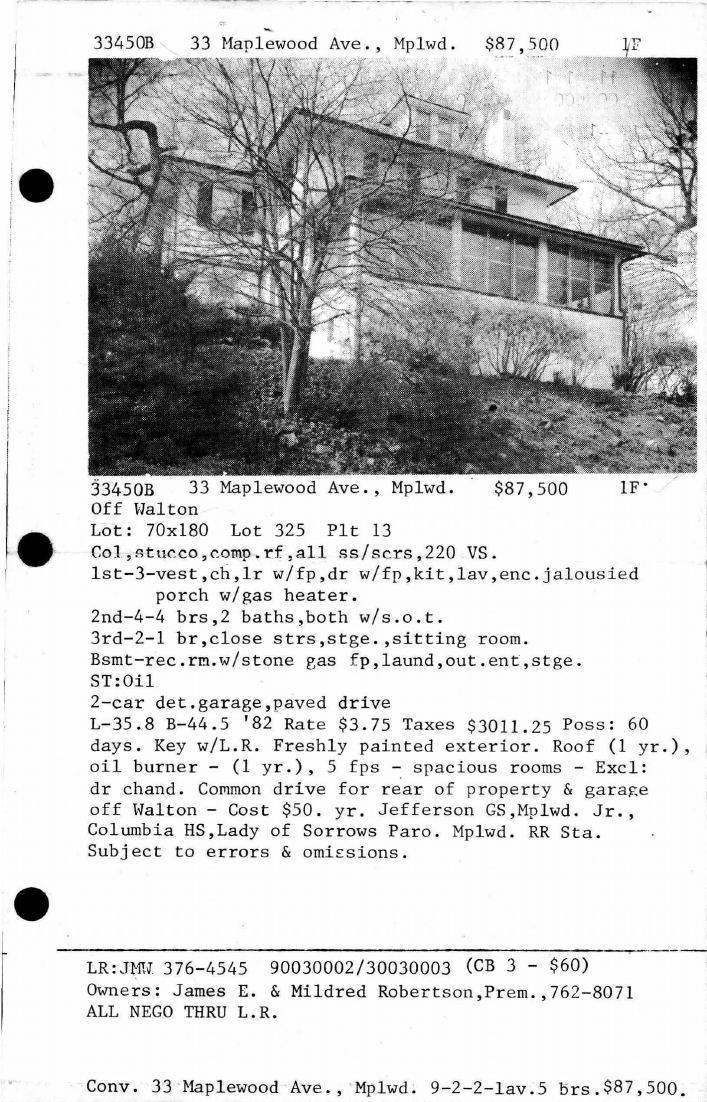 33450B 33 Maplewood Ave., Mplwd. $87,500 1F
33450B 33 Maplewood Ave., Mplwd. $87,500 1F
Off Walton
Lot: 70x180 Lot 325 Plt 13
Col,stucco,comp.rf,all ss/scrs,220 VS.
1st-3-vest,ch,lr w/fp,dr w/fp,kit,lav,enc.jalousied
porch w/gas heater.
2nd-4-4 brs,2 baths,both w/s.o.t.
3rd-2-1 br,close strs,stge.,sitting room.
Bsmt-rec.rm.w/stone gas fp,laund,out.ent,stge.
ST:Oil
2-car det.garage,paved drive
L-35.8 B-44.5 '82 Rate $3.75 Taxes $3011.25 Poss: 60
days. Key w/L.R. Freshly painted exterior. Roof (1 yr.),
oil burner - (1 yr.), 5 fps - spacious rooms - Excl:
dr chand. Common drive for rear of property & garage
off Walton - Cost $50. yr. Jefferson GS,Mplwd. Jr.,
Columbia HS,Lady of Sorrows Paro. Mplwd. RR Sta.
Subject to errors & omissions.
LR:JMW 376-4545 90030002/30030003 (CB 3 - $60)
Owners: James E. & Mildred Robertson,Prem.,762-8071
ALL NEGO THRU L.R.
Conv. 33 Maplewood Ave., Mplwd. 9-2-2-lav.5 brs.$87,500.